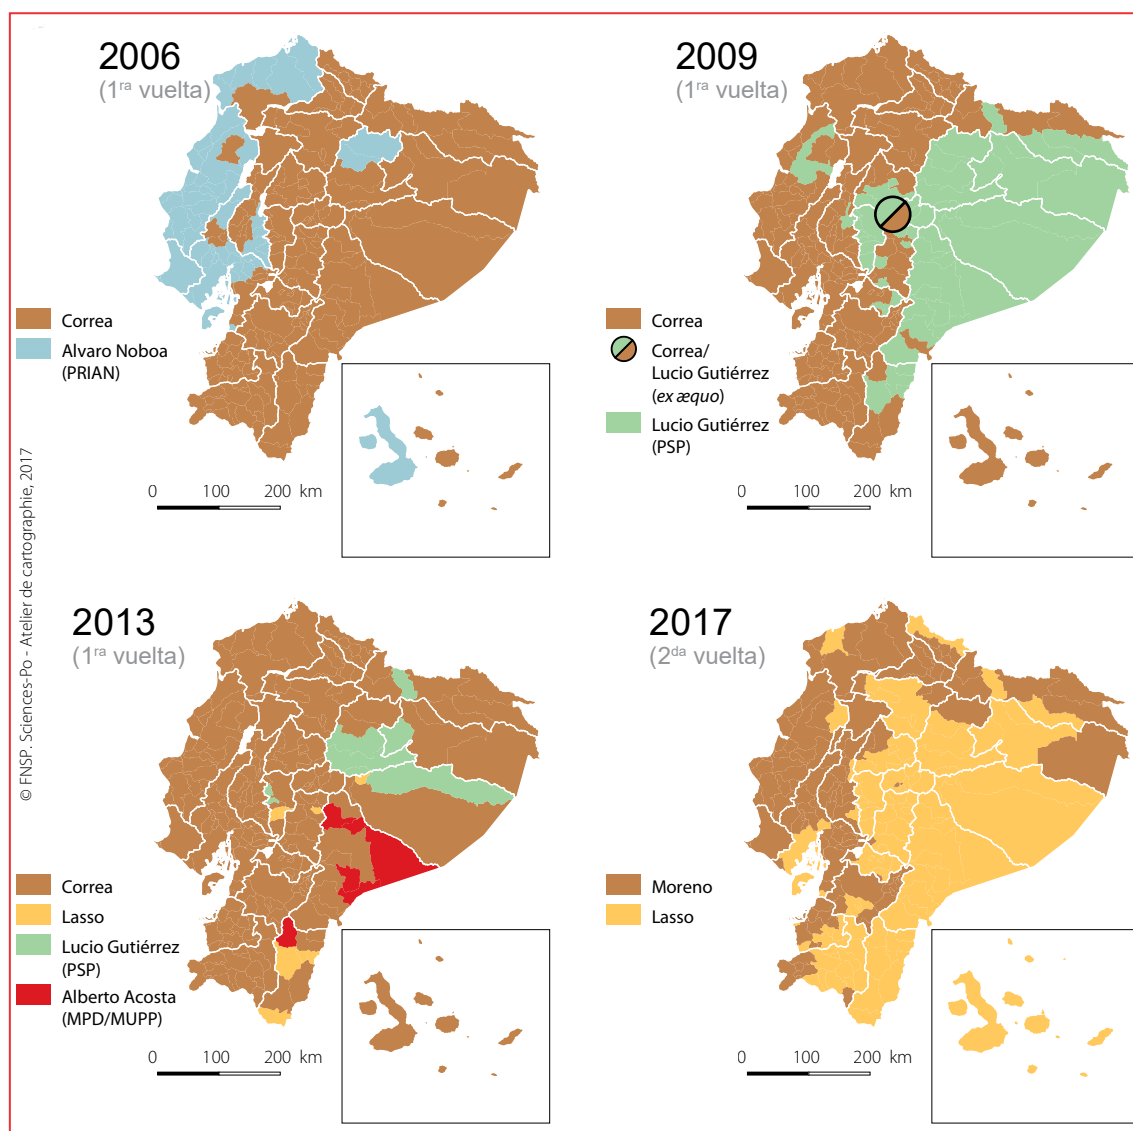 2006
(1ra vuelta)
Correa
Alvaro Noboa
(PRIAN)
0 100 200 km
2009
(1ra vuelta)
Correa
Correa/
Lucio Gutiérrez
(ex æquo)
Lucio Gutiérrez
(PSP)
0 100 200 km
© FNSP. Sciences-Po - Atelier de cartographie, 2017
2013
(1ra vuelta)
Correa
Lasso
Lucio Gutiérrez
(PSP)
Alberto Acosta
(MPD/MUPP)
0 100 200 km
2017
(2da vuelta)
Moreno
Lasso
0 100 200 km